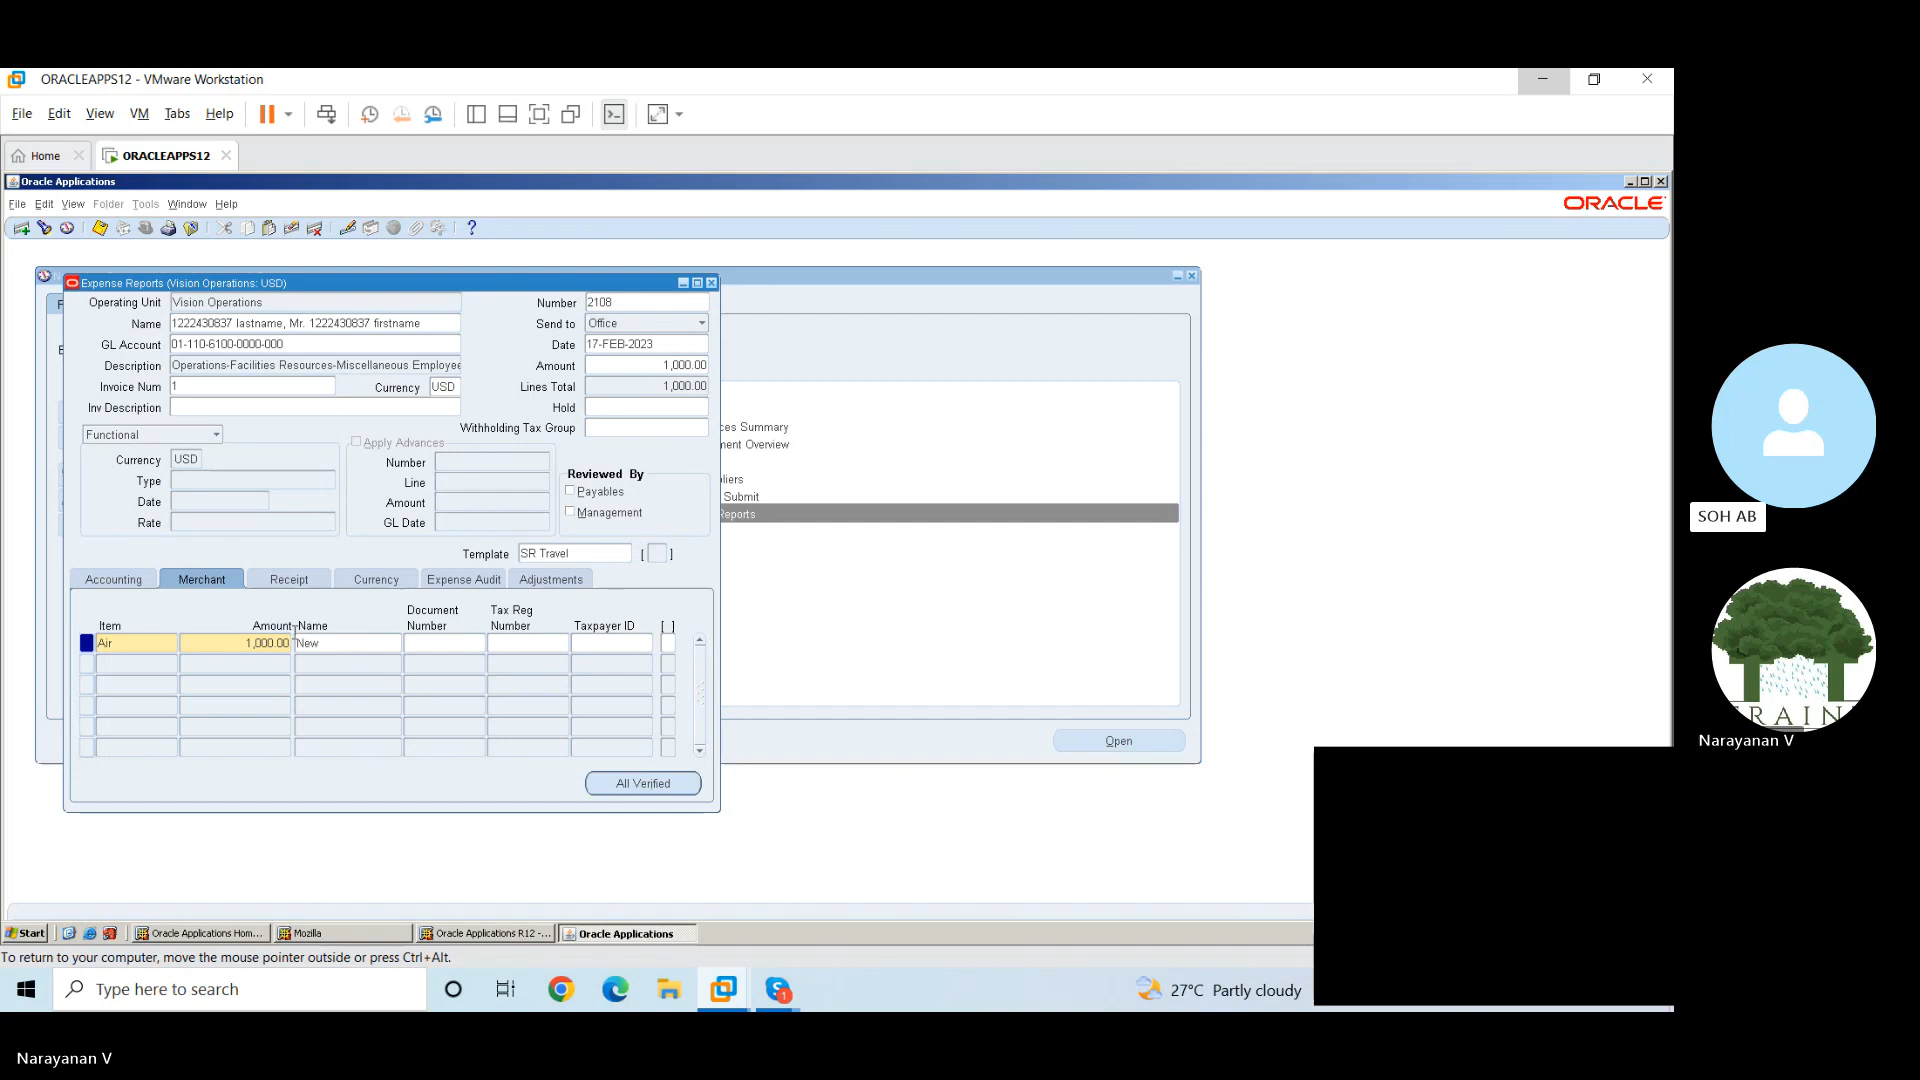 ORACLEAPPS12 - VMware Workstation
File Edit View VM Tabs Help
Home ORACLEAPPS12
Oracle Applications
File Edit View Folder Tools Window Help
ORACLE
Expense Reports (Vision Operations: USD)
Operating Unit Vision Operations Number 2108
Name 1222430837 lastname, Mr. 1222430837 firstname Send to Office
GL Account 01-110-6100-0000-000 Date 17-FEB-2023
Description Operations-Facilities Resources-Miscellaneous Employee Amount 1,000.00
Invoice Num 1 Currency USD Lines Total 1,000.00
Inv Description Hold
Withholding Tax Group
Functional Apply Advances
Currency USD Number
Type Line
Date Amount
Rate GL Date
Reviewed By
Payables
Management
Template SR Travel [ ]
Accounting Merchant Receipt Currency Expense Audit Adjustments
Item Amount Name Document Number Tax Reg Number Taxpayer ID [ ]
Air 1,000.00 New
All Verified
ces Summary
nent Overview
liers
Submit
Reports
Open
Start Oracle Applications Hom... Mozilla Oracle Applications R12 -... Oracle Applications
To return to your computer, move the mouse pointer outside or press Ctrl+Alt.
Type here to search 1 27°C Partly cloudy
SOH AB
RAIN
Narayanan V
Narayanan V